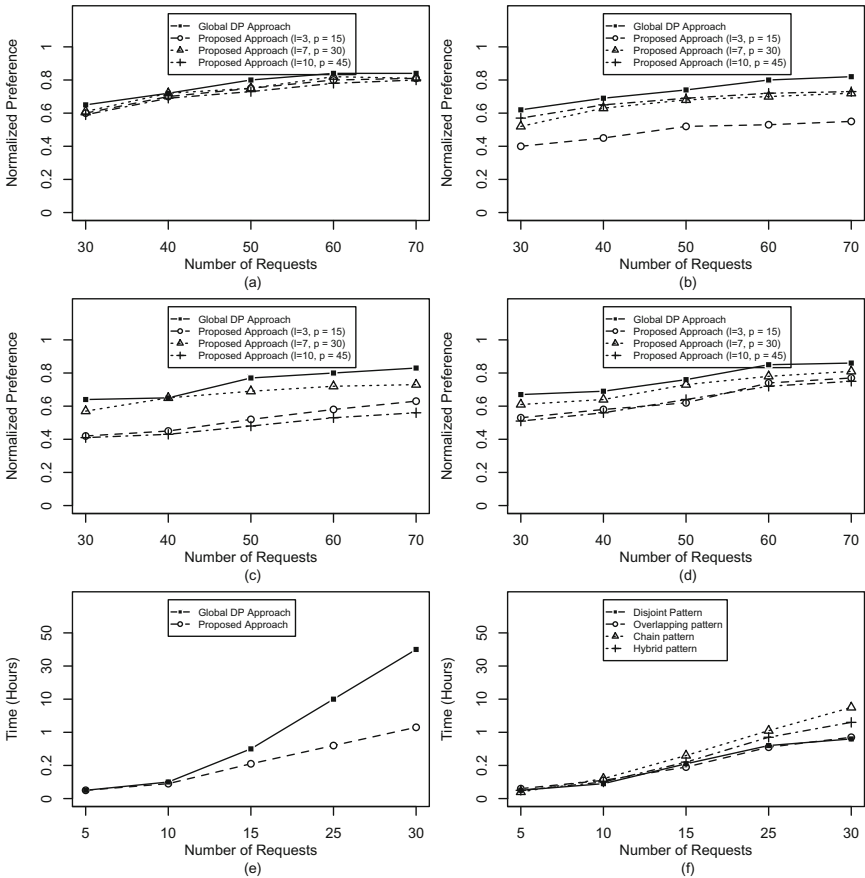 Global DP Approach
Proposed Approach (l=3, p = 15)
Proposed Approach (l=7, p = 30)
Proposed Approach (l=10, p = 45)
Normalized Preference
0 0.2 0.4 0.6 0.8 1
30 40 50 60 70
Number of Requests
(a)
Global DP Approach
Proposed Approach (l=3, p = 15)
Proposed Approach (l=7, p = 30)
Proposed Approach (l=10, p = 45)
Normalized Preference
0 0.2 0.4 0.6 0.8 1
30 40 50 60 70
Number of Requests
(b)
Global DP Approach
Proposed Approach (l=3, p = 15)
Proposed Approach (l=7, p = 30)
Proposed Approach (l=10, p = 45)
Normalized Preference
0 0.2 0.4 0.6 0.8 1
30 40 50 60 70
Number of Requests
(c)
Global DP Approach
Proposed Approach (l=3, p = 15)
Proposed Approach (l=7, p = 30)
Proposed Approach (l=10, p = 45)
Normalized Preference
0 0.2 0.4 0.6 0.8 1
30 40 50 60 70
Number of Requests
(d)
Global DP Approach
Proposed Approach
Time (Hours)
0 0.2 1 10 30 50
5 10 15 25 30
Number of Requests
(e)
Disjoint Pattern
Overlapping pattern
Chain pattern
Hybrid pattern
Time (Hours)
0 0.2 1 10 30 50
5 10 15 25 30
Number of Requests
(f)